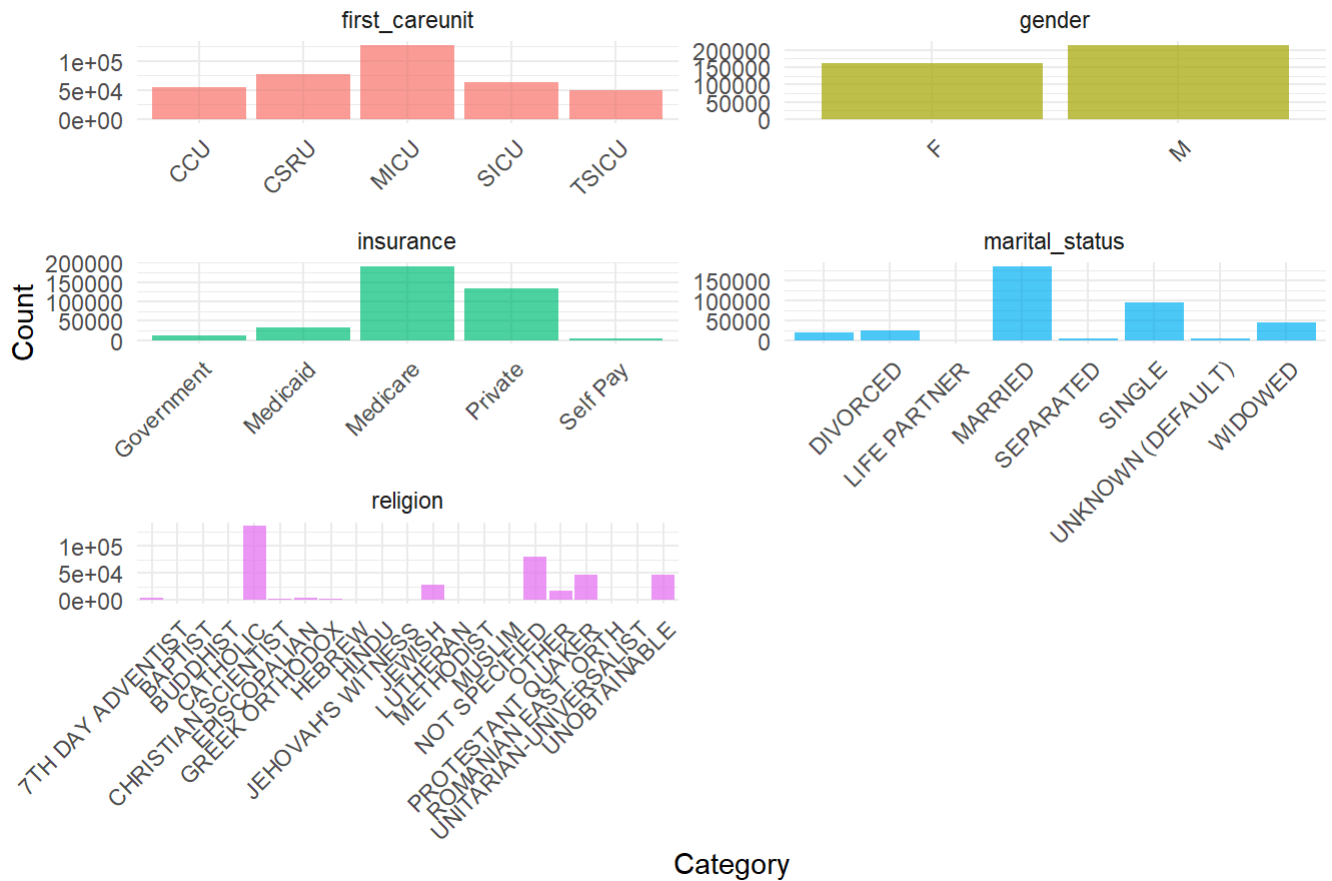 first_careunit
1e+05
5e+04
0e+00
CCU
CSRU
MICU
SICU
TSICU
gender
200000
150000
100000
50000
0
F
M
Count
insurance
200000
150000
100000
50000
0
Government
Medicaid
Medicare
Private
Self Pay
marital_status
150000
100000
50000
0
DIVORCED
LIFE PARTNER
MARRIED
SEPARATED
SINGLE
UNKNOWN (DEFAULT)
WIDOWED
religion
1e+05
5e+04
0e+00
7TH DAY ADVENTIST
BAPTIST
BUDDHIST
CATHOLIC
CHRISTIAN SCIENTIST
EPISCOPALIAN
GREEK ORTHODOX
HEBREW
HINDU
JEHOVAH'S WITNESS
JEWISH
LUTHERAN
METHODIST
MUSLIM
NOT SPECIFIED
OTHER
PROTESTANT QUAKER
ROMANIAN EAST. ORTH
UNITARIAN-UNIVERSALIST
UNOBTAINABLE
Category